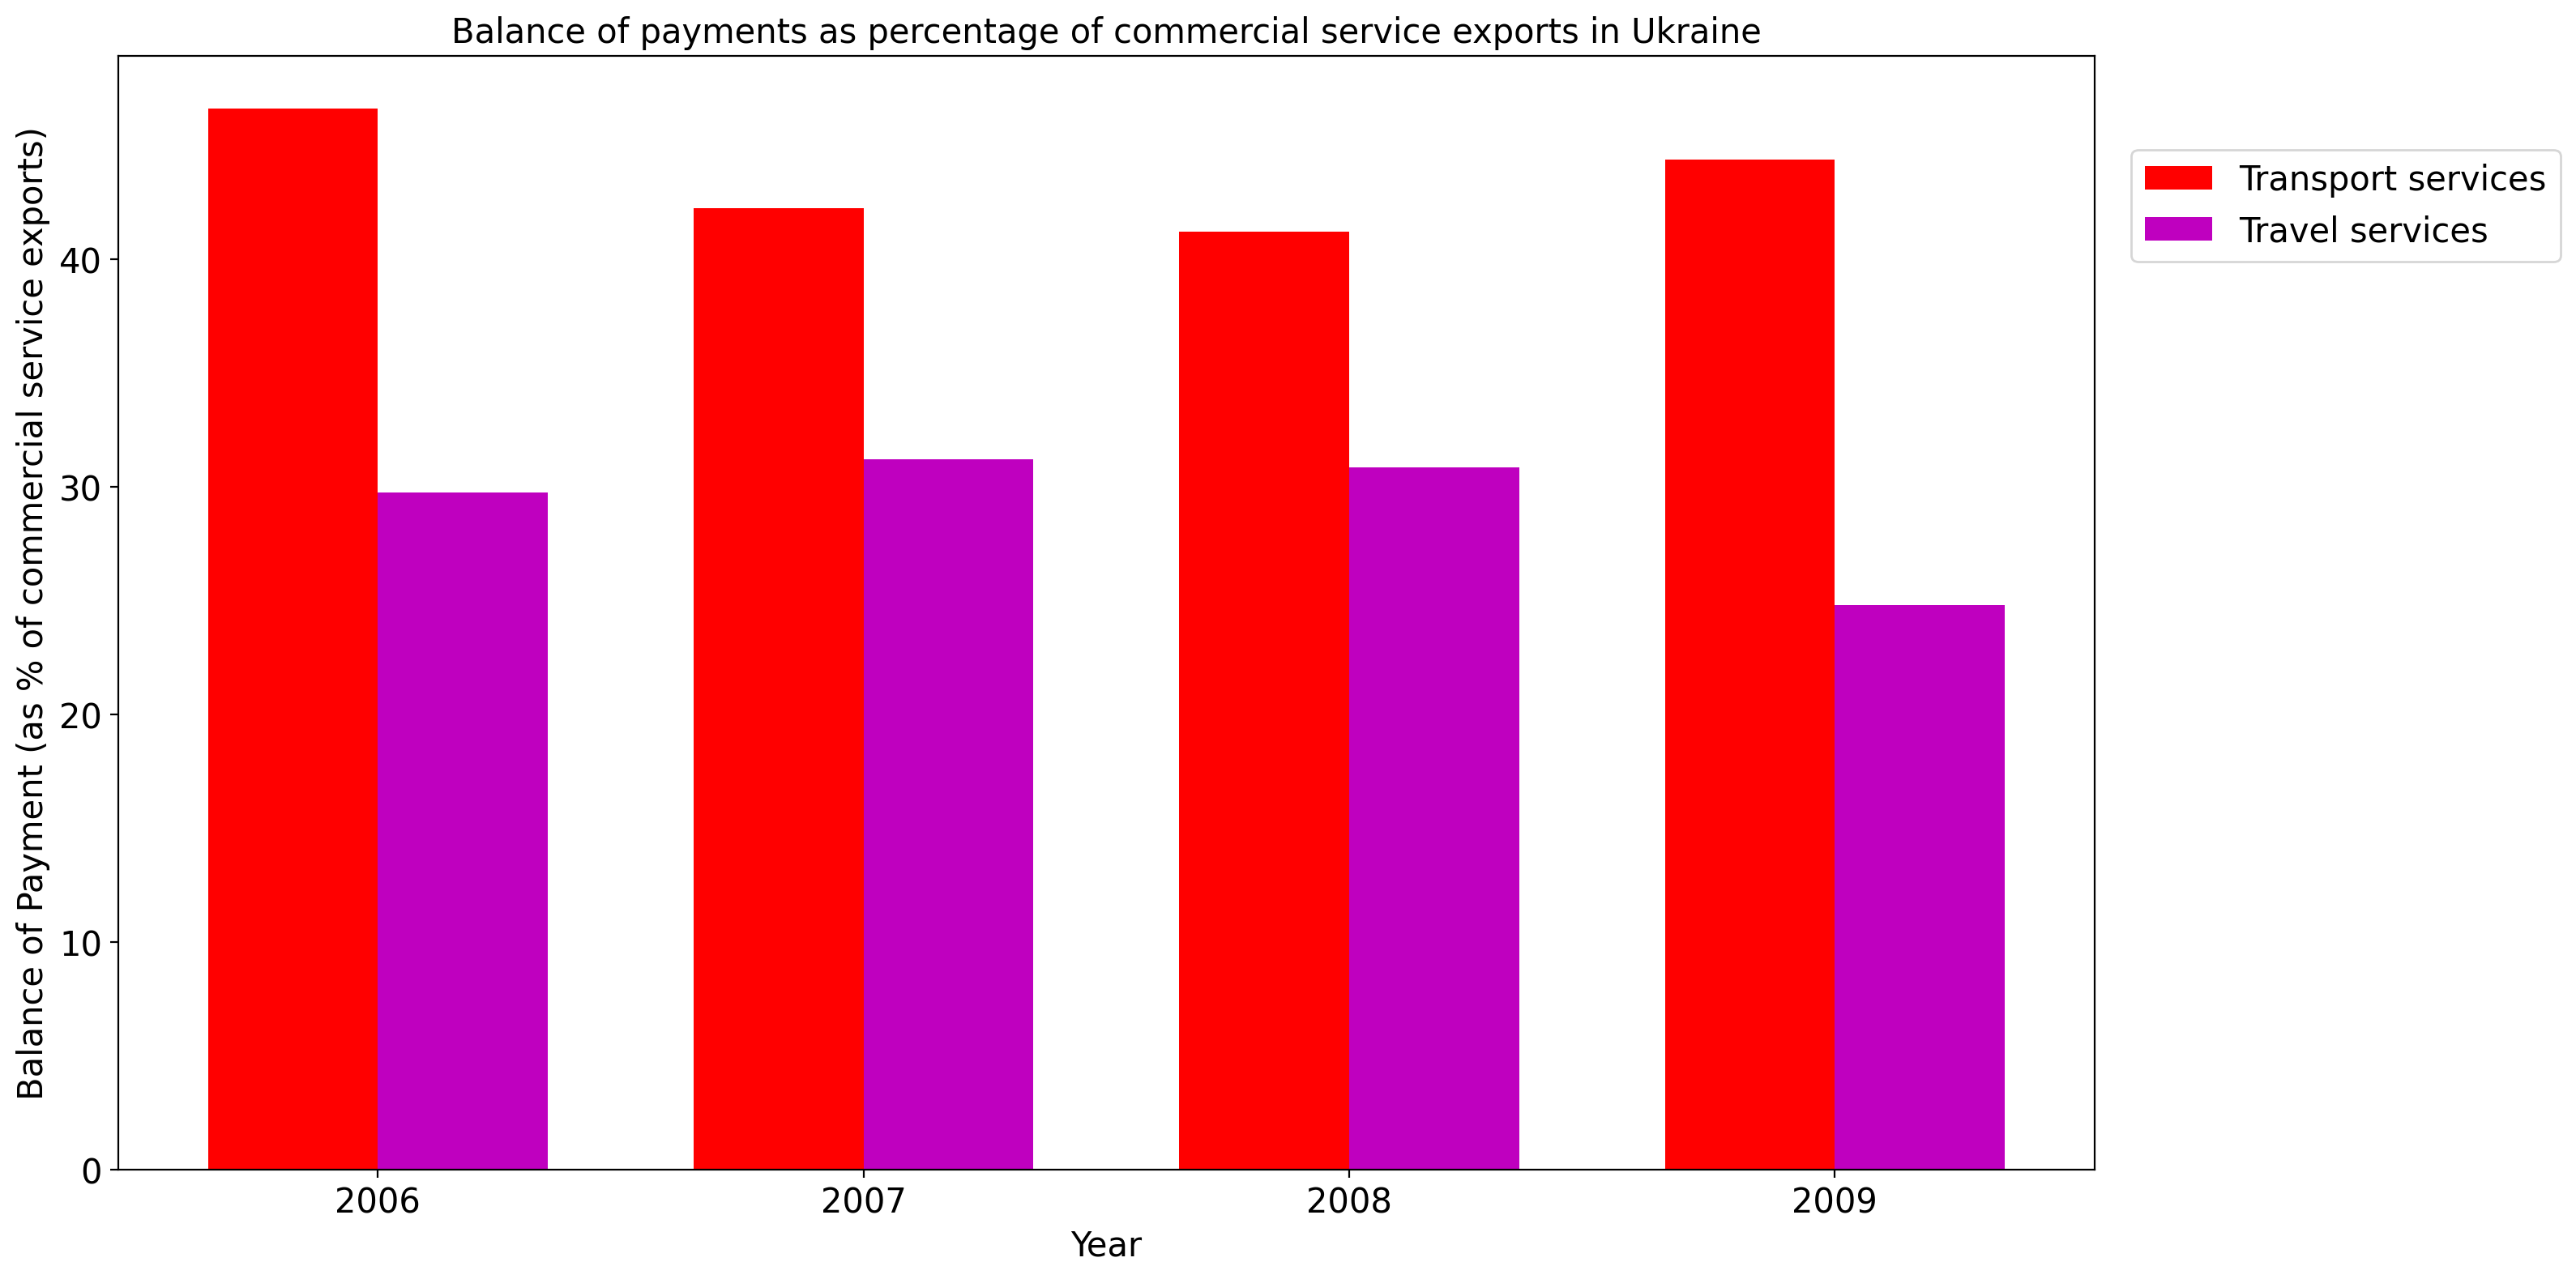 Balance of payments as percentage of commercial service exports in Ukraine
Balance of Payment (as % of commercial service exports)
40
30
20
10
0
2006 2007 2008 2009
Year
Transport services
Travel services